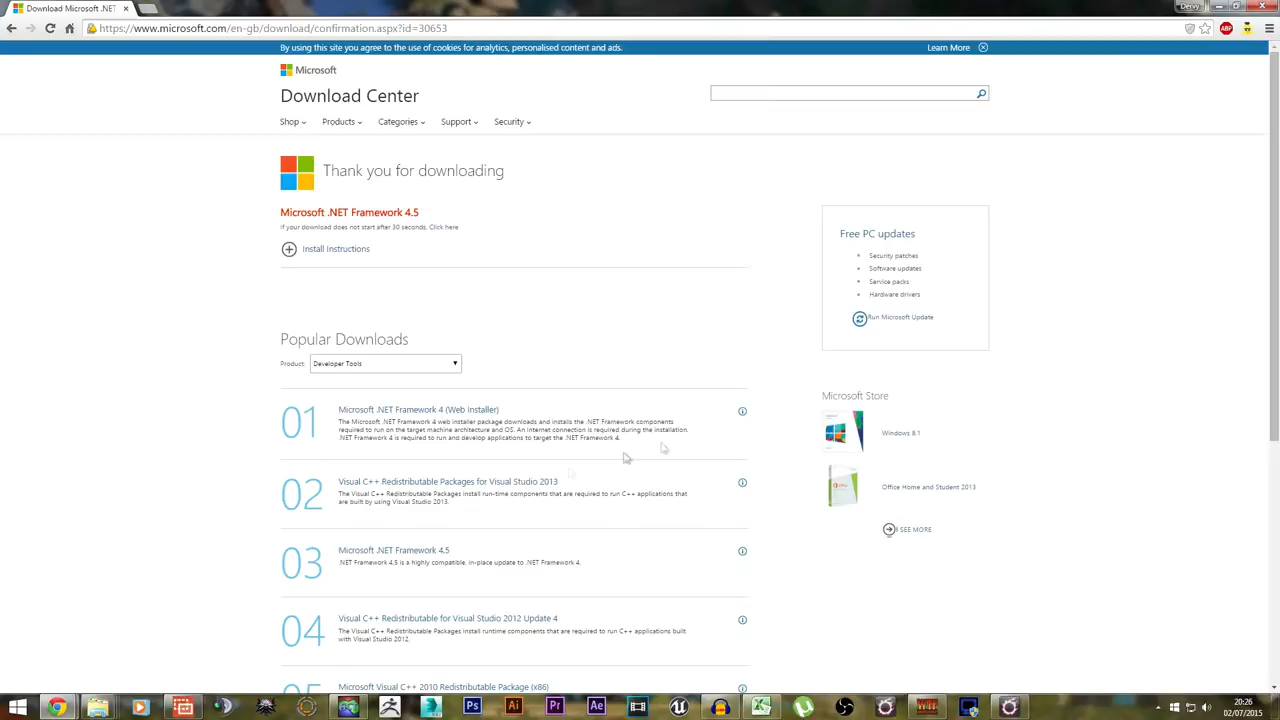 Download Microsoft .NET
Dervy
https://www.microsoft.com/en-gb/download/confirmation.aspx?id=30653
By using this site you agree to the use of cookies for analytics, personalised content and ads.
Learn More
Microsoft
Download Center
Shop Products Categories Support Security
Thank you for downloading
Microsoft .NET Framework 4.5
If your download does not start after 30 seconds, Click here
Install Instructions
Free PC updates
Security patches
Software updates
Service packs
Hardware drivers
Run Microsoft Update
Popular Downloads
Product: Developer Tools
01
Microsoft .NET Framework 4 (Web Installer)
The Microsoft .NET Framework 4 web installer package downloads and installs the .NET Framework components
required to run on the target machine architecture and OS. An Internet connection is required during the installation.
.NET Framework 4 is required to run and develop applications to target the .NET Framework 4.
02
Visual C++ Redistributable Packages for Visual Studio 2013
The Visual C++ Redistributable Packages install run-time components that are required to run C++ applications that
are built by using Visual Studio 2013.
03
Microsoft .NET Framework 4.5
.NET Framework 4.5 is a highly compatible, in-place update to .NET Framework 4.
04
Visual C++ Redistributable for Visual Studio 2012 Update 4
The Visual C++ Redistributable Packages install runtime components that are required to run C++ applications built
with Visual Studio 2012.
05
Microsoft Visual C++ 2010 Redistributable Package (x86)
Microsoft Store
Windows 8.1
Office Home and Student 2013
SEE MORE
ABP
Ps
Ai
Pr
Ae
20:26
02/07/2015